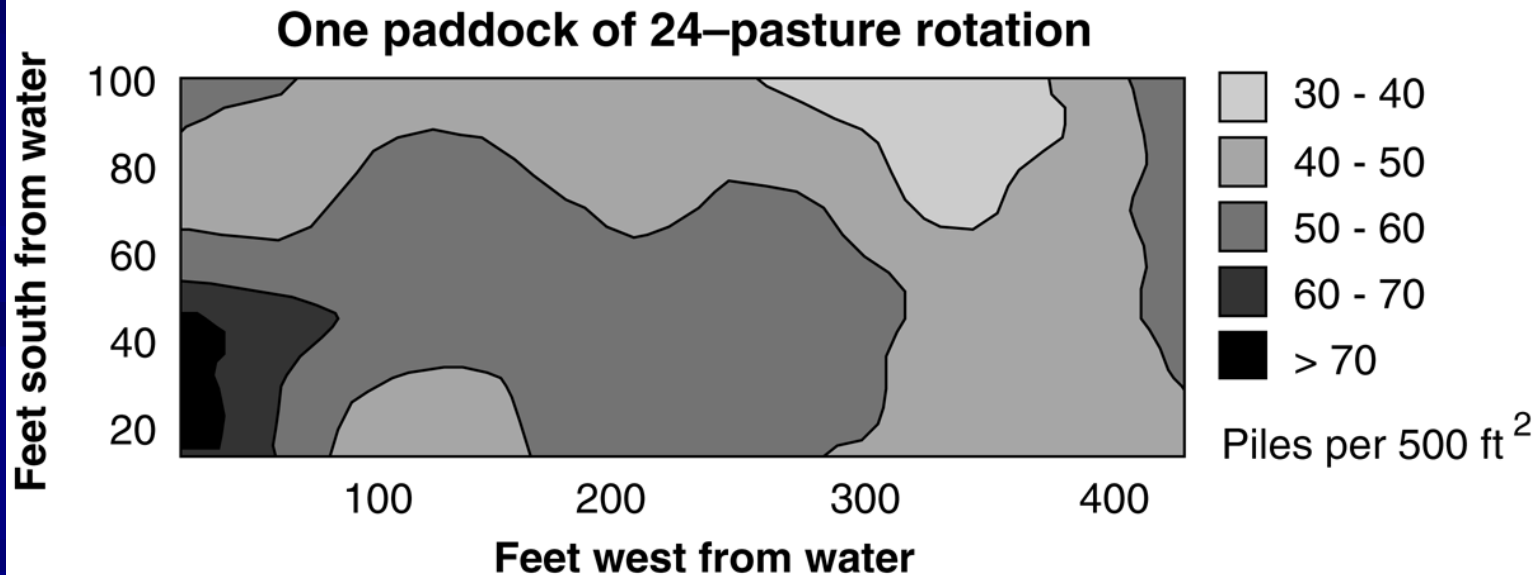 One paddock of 24–pasture rotation
Feet south from water
100
80
60
40
20
100 200 300 400
Feet west from water
30 - 40
40 - 50
50 - 60
60 - 70
> 70
Piles per 500 ft 2